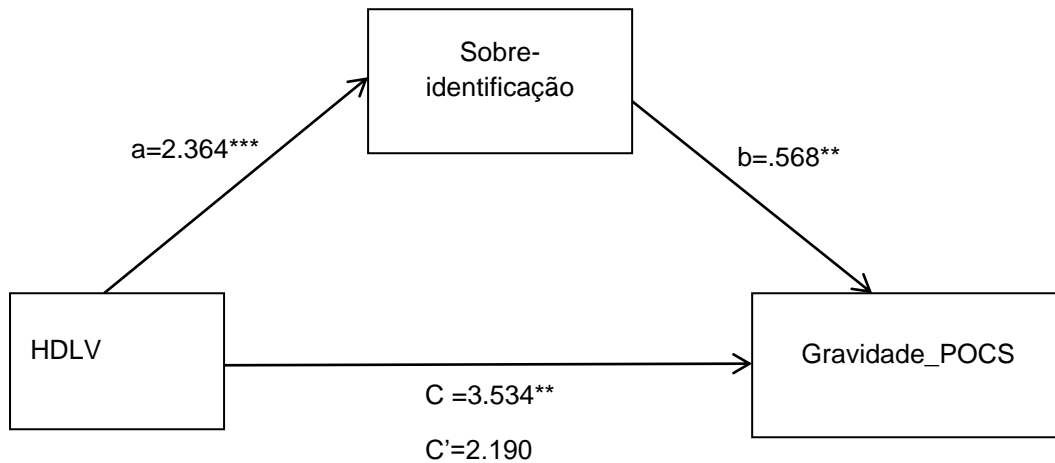 Sobre-
identificação
a=2.364***
b=.568**
HDLV
Gravidade_POCS
C =3.534**
C’=2.190